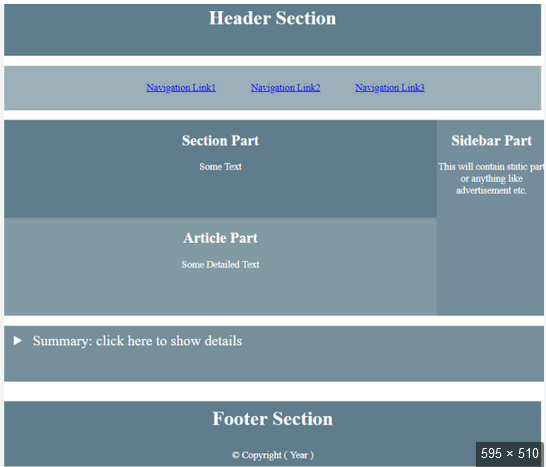 Header Section
Navigation Link1 Navigation Link2 Navigation Link3
Section Part
Some Text
Sidebar Part
This will contain static part
or anything like
advertisement etc.
Article Part
Some Detailed Text
Summary: click here to show details
Footer Section
© Copyright ( Year )
595 × 510